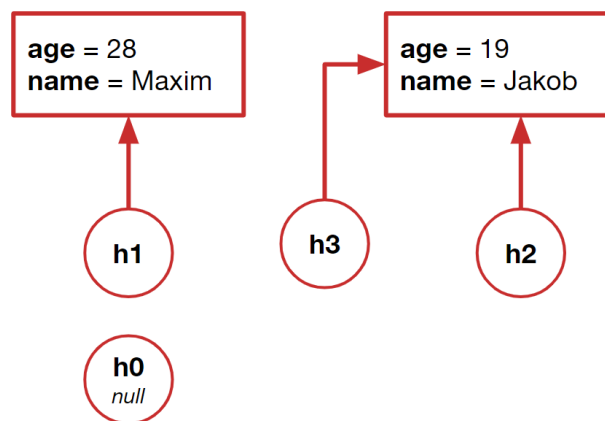 age = 28
name = Maxim
age = 19
name = Jakob
h1
h3
h2
h0
null